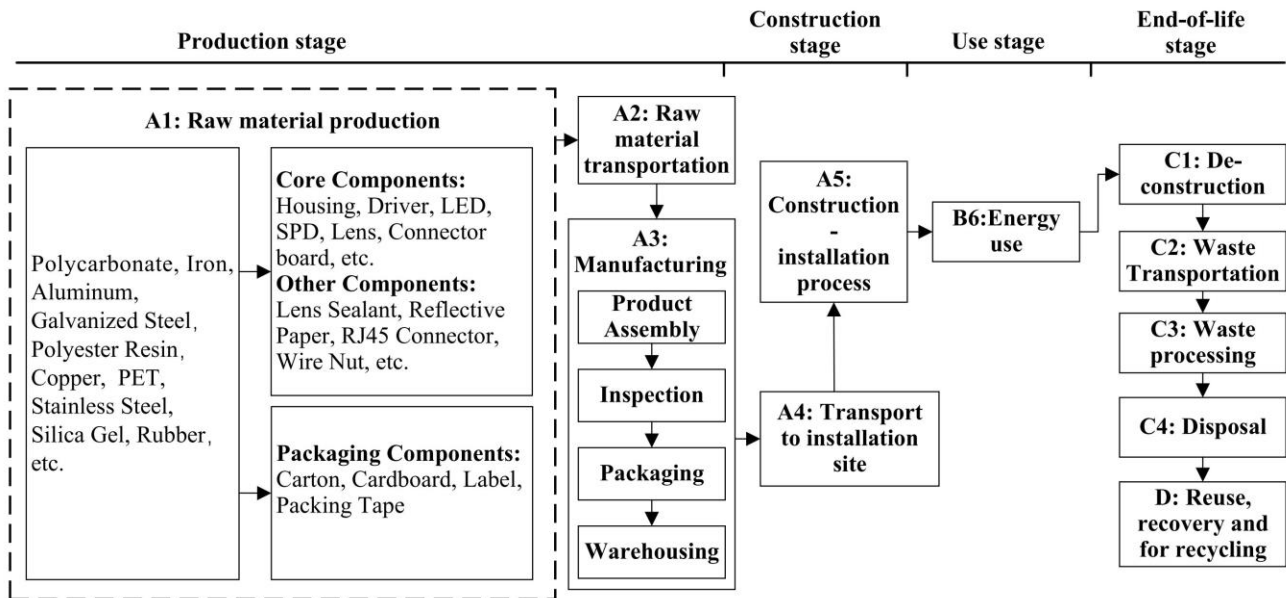 Production stage
Construction
stage
Use stage
End-of-life
stage
A1: Raw material production
Polycarbonate, Iron,
Aluminum,
Galvanized Steel,
Polyester Resin,
Copper, PET,
Stainless Steel,
Silica Gel, Rubber,
etc.
Core Components:
Housing, Driver, LED,
SPD, Lens, Connector
board, etc.
Other Components:
Lens Sealant, Reflective
Paper, RJ45 Connector,
Wire Nut, etc.
Packaging Components:
Carton, Cardboard, Label,
Packing Tape
A2: Raw
material
transportation
A3:
Manufacturing
Product
Assembly
Inspection
Packaging
Warehousing
A4: Transport
to installation
site
A5:
Construction
-
installation
process
B6:Energy
use
C1: De-
construction
C2: Waste
Transportation
C3: Waste
processing
C4: Disposal
D: Reuse,
recovery and
for recycling